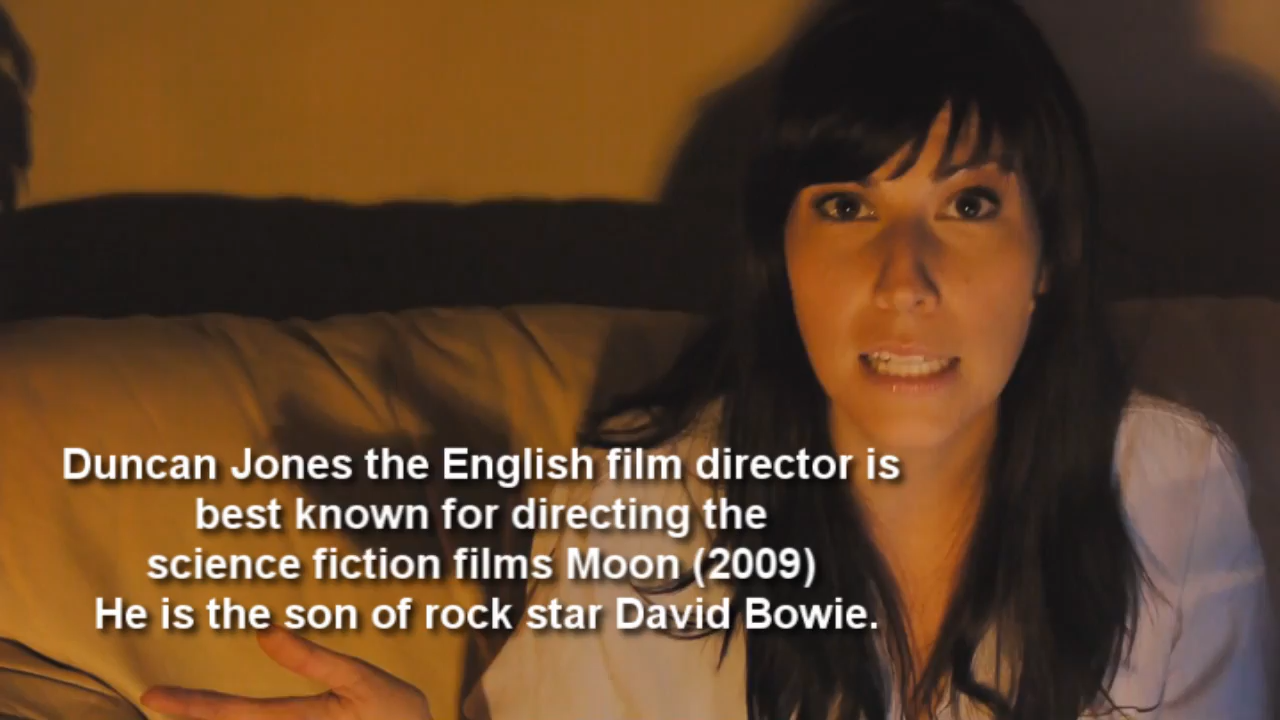 Duncan Jones the English film director is
best known for directing the
science fiction films Moon (2009)
He is the son of rock star David Bowie.